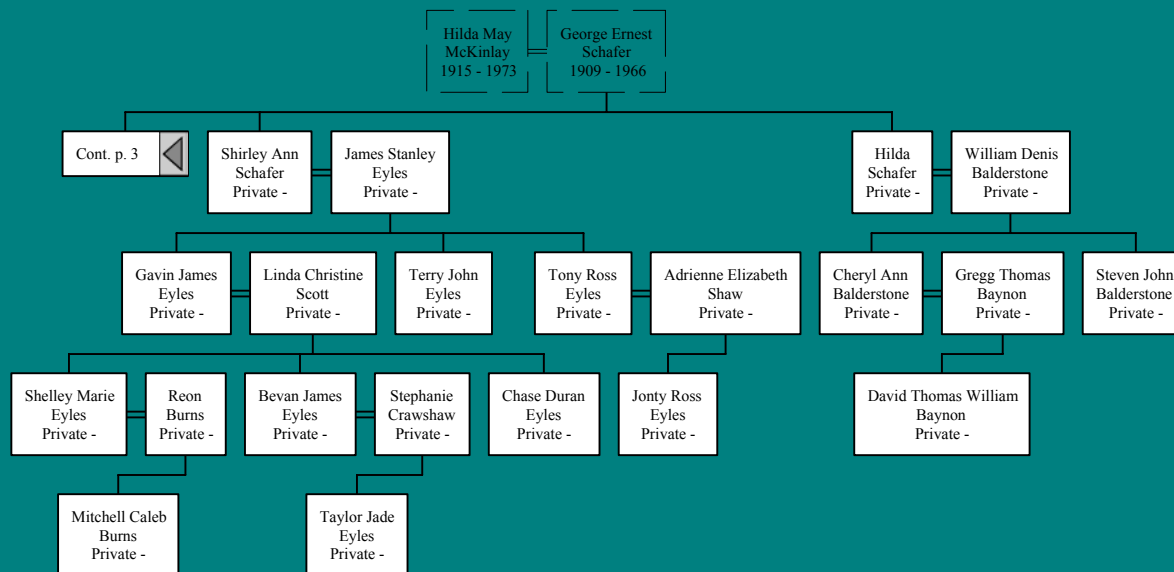 Hilda May
McKinlay
1915 - 1973
George Ernest
Schafer
1909 - 1966
Cont. p. 3
Shirley Ann
Schafer
Private -
James Stanley
Eyles
Private -
Hilda
Schafer
Private -
William Denis
Balderstone
Private -
Gavin James
Eyles
Private -
Linda Christine
Scott
Private -
Terry John
Eyles
Private -
Tony Ross
Eyles
Private -
Adrienne Elizabeth
Shaw
Private -
Cheryl Ann
Balderstone
Private -
Gregg Thomas
Baynon
Private -
Steven John
Balderstone
Private -
Shelley Marie
Eyles
Private -
Reon
Burns
Private -
Bevan James
Eyles
Private -
Stephanie
Crawshaw
Private -
Chase Duran
Eyles
Private -
Jonty Ross
Eyles
Private -
David Thomas William
Baynon
Private -
Mitchell Caleb
Burns
Private -
Taylor Jade
Eyles
Private -